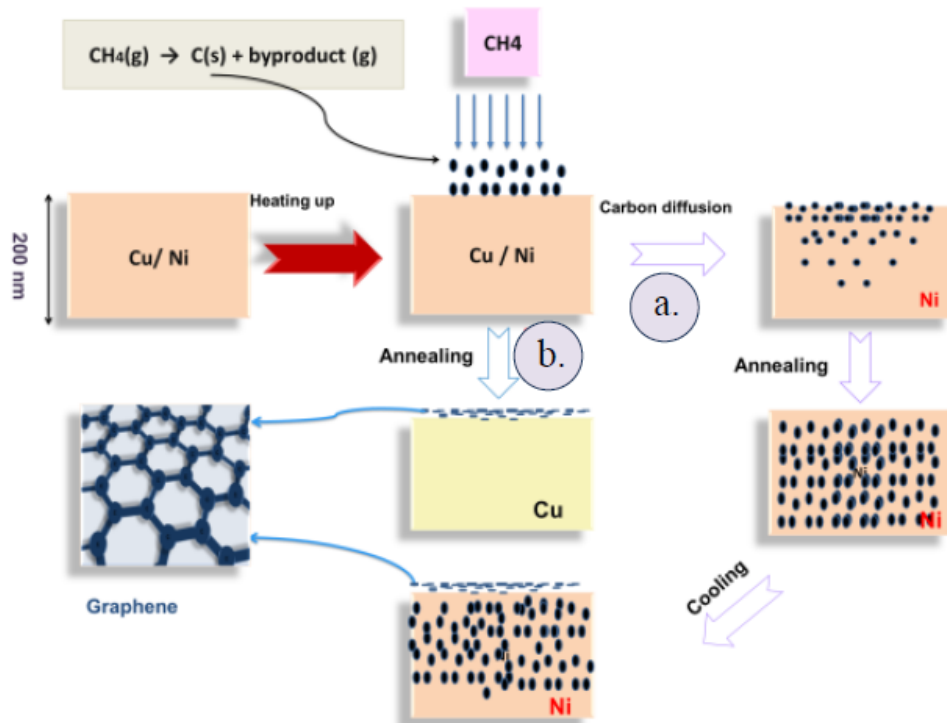 CH4(g) → C(s) + byproduct (g)
CH4
Heating up
Carbon diffusion
200 nm
Cu/ Ni
Cu / Ni
Ni
a.
b.
Annealing
Annealing
Cu
Ni
Ni
Graphene
Cooling
Ni